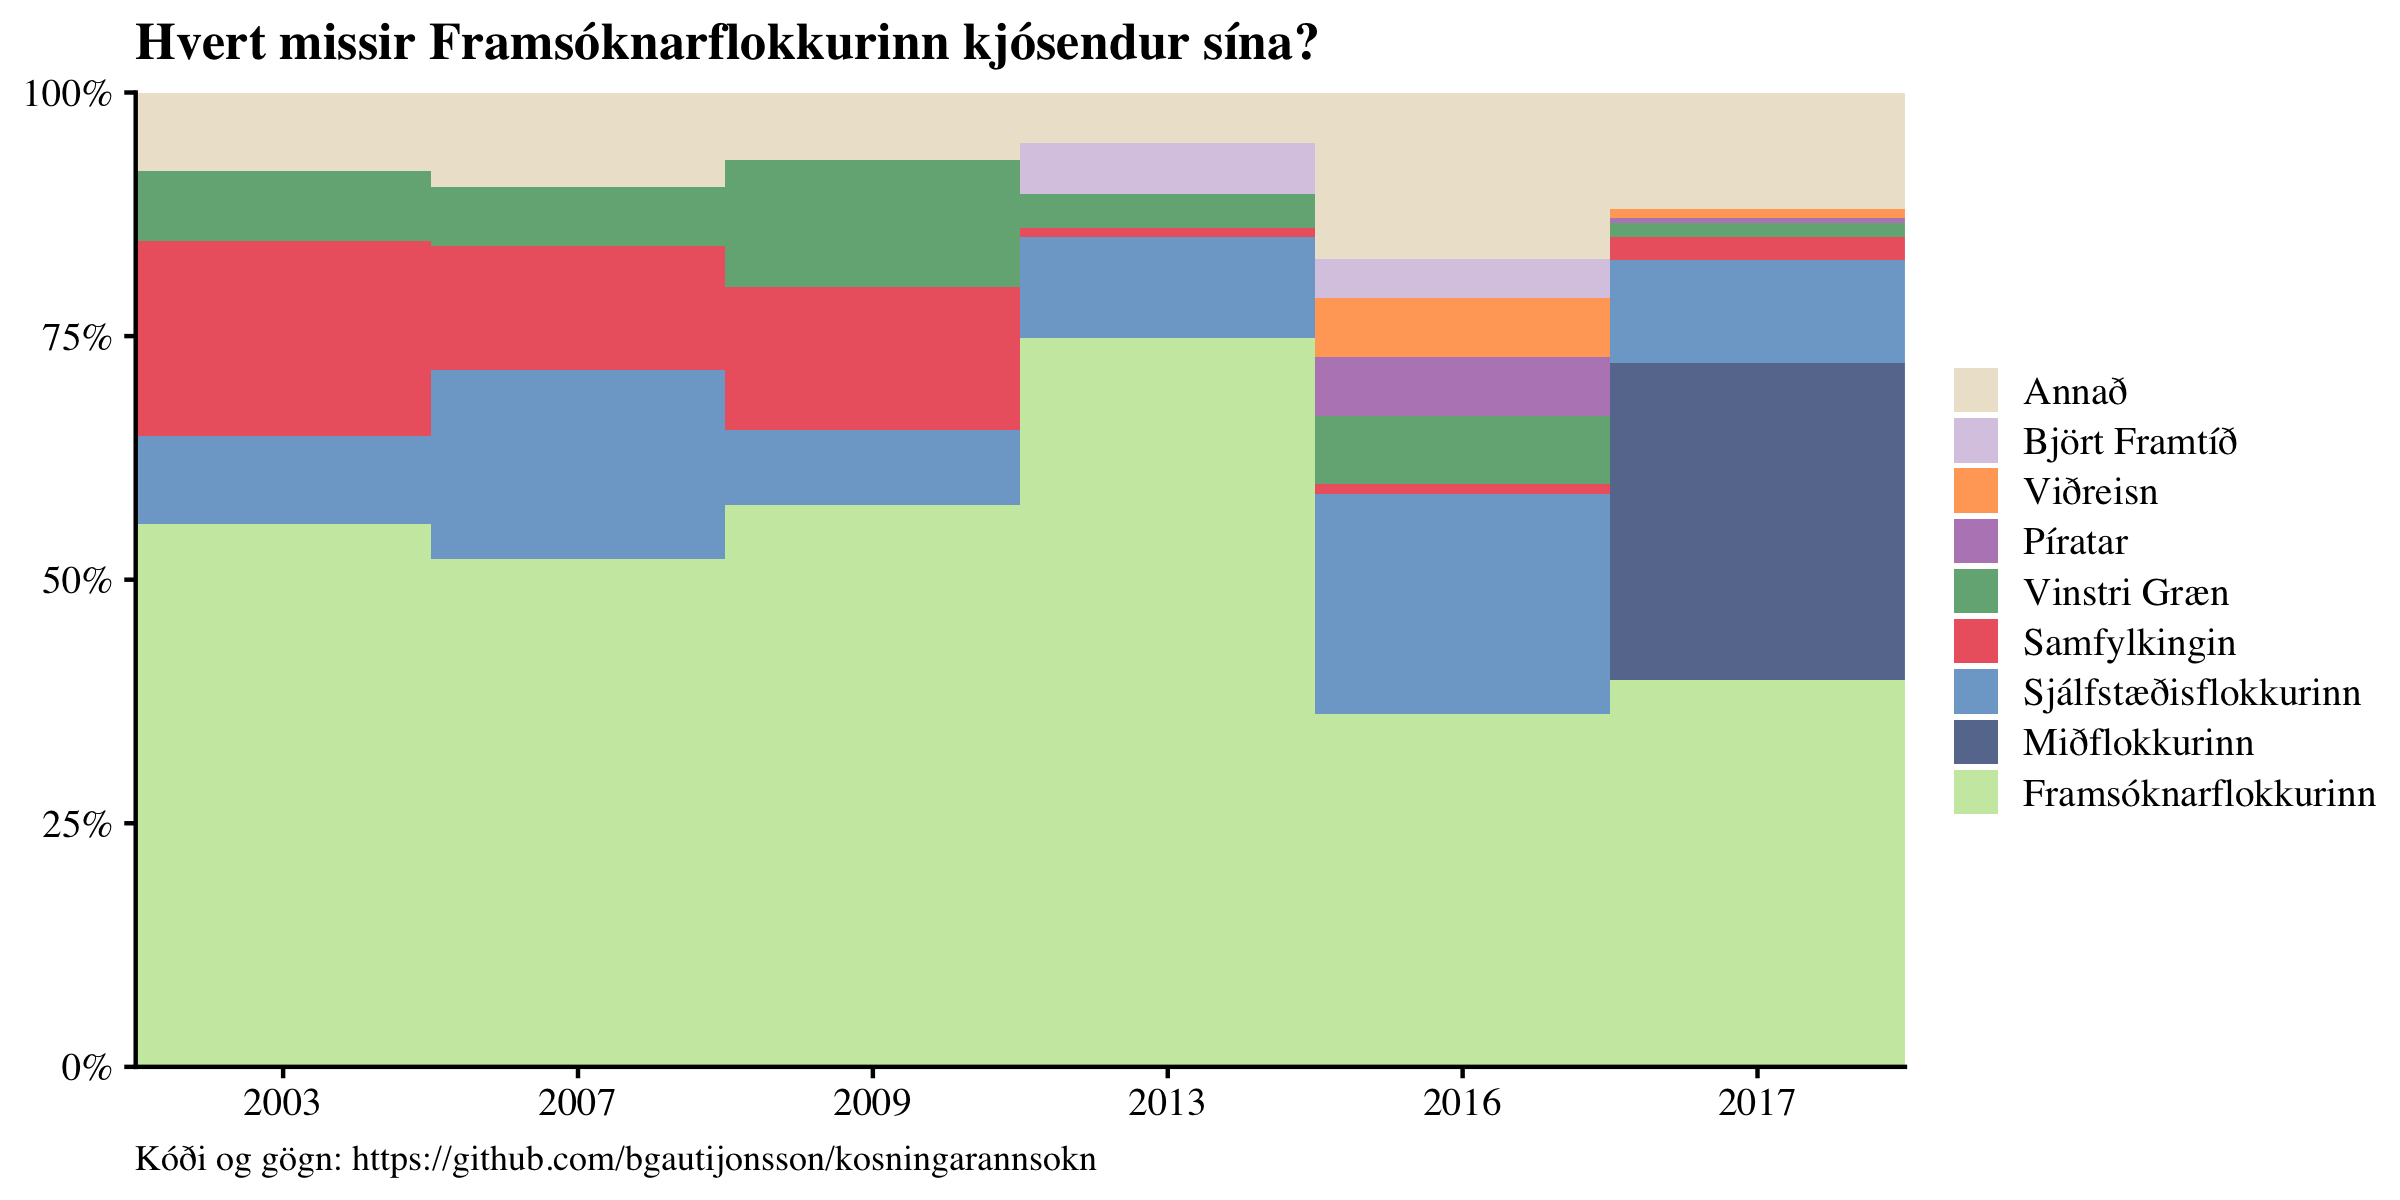 Hvert missir Framsóknarflokkurinn kjósendur sína?
100%
75%
50%
25%
0%
2003
2007
2009
2013
2016
2017
Annað
Björt Framtíð
Viðreisn
Píratar
Vinstri Græn
Samfylkingin
Sjálfstæðisflokkurinn
Miðflokkurinn
Framsóknarflokkurinn
Kóði og gögn: https://github.com/bgautijonsson/kosningarannsokn